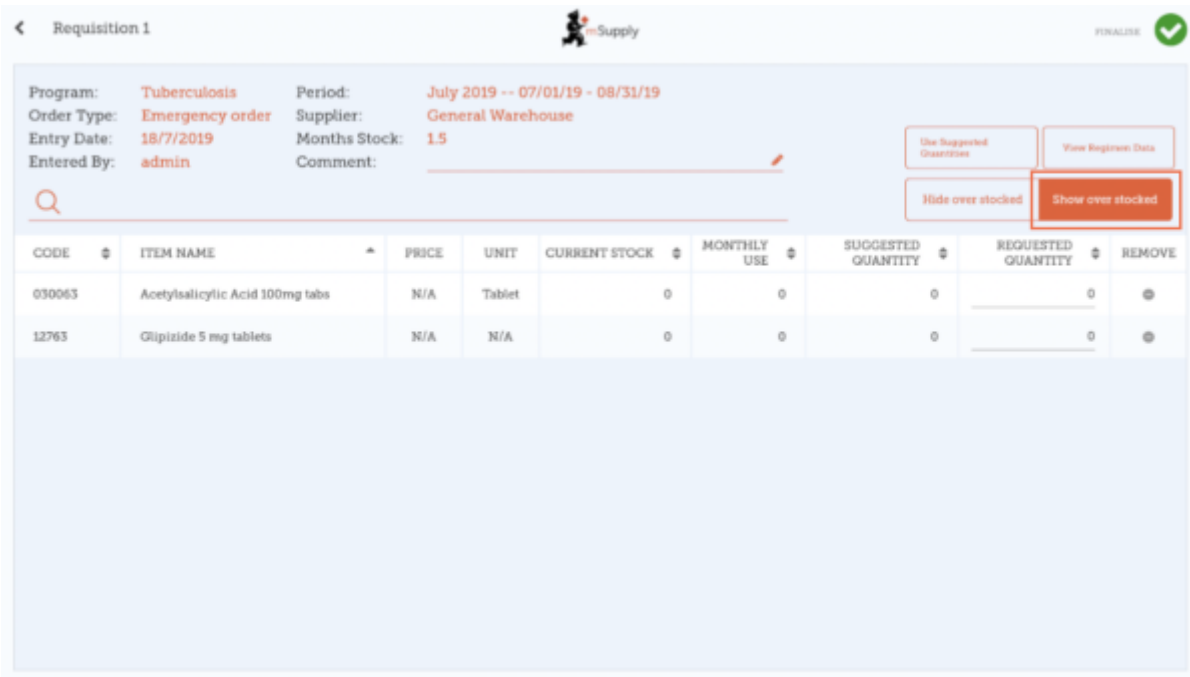 Requisition 1
mSupply
FINALISE
Program: Tuberculosis Period: July 2019 -- 07/01/19 - 08/31/19
Order Type: Emergency order Supplier: General Warehouse
Entry Date: 18/7/2019 Months Stock: 1.5
Entered By: admin Comment:
Use Suggested
Quantities
View Regimen Data
Hide over stocked Show over stocked
CODE ITEM NAME PRICE UNIT CURRENT STOCK MONTHLY USE SUGGESTED QUANTITY REQUESTED QUANTITY REMOVE
030063 Acetylsalicylic Acid 100mg tabs N/A Tablet 0 0 0 0
12763 Glipizide 5 mg tablets N/A N/A 0 0 0 0